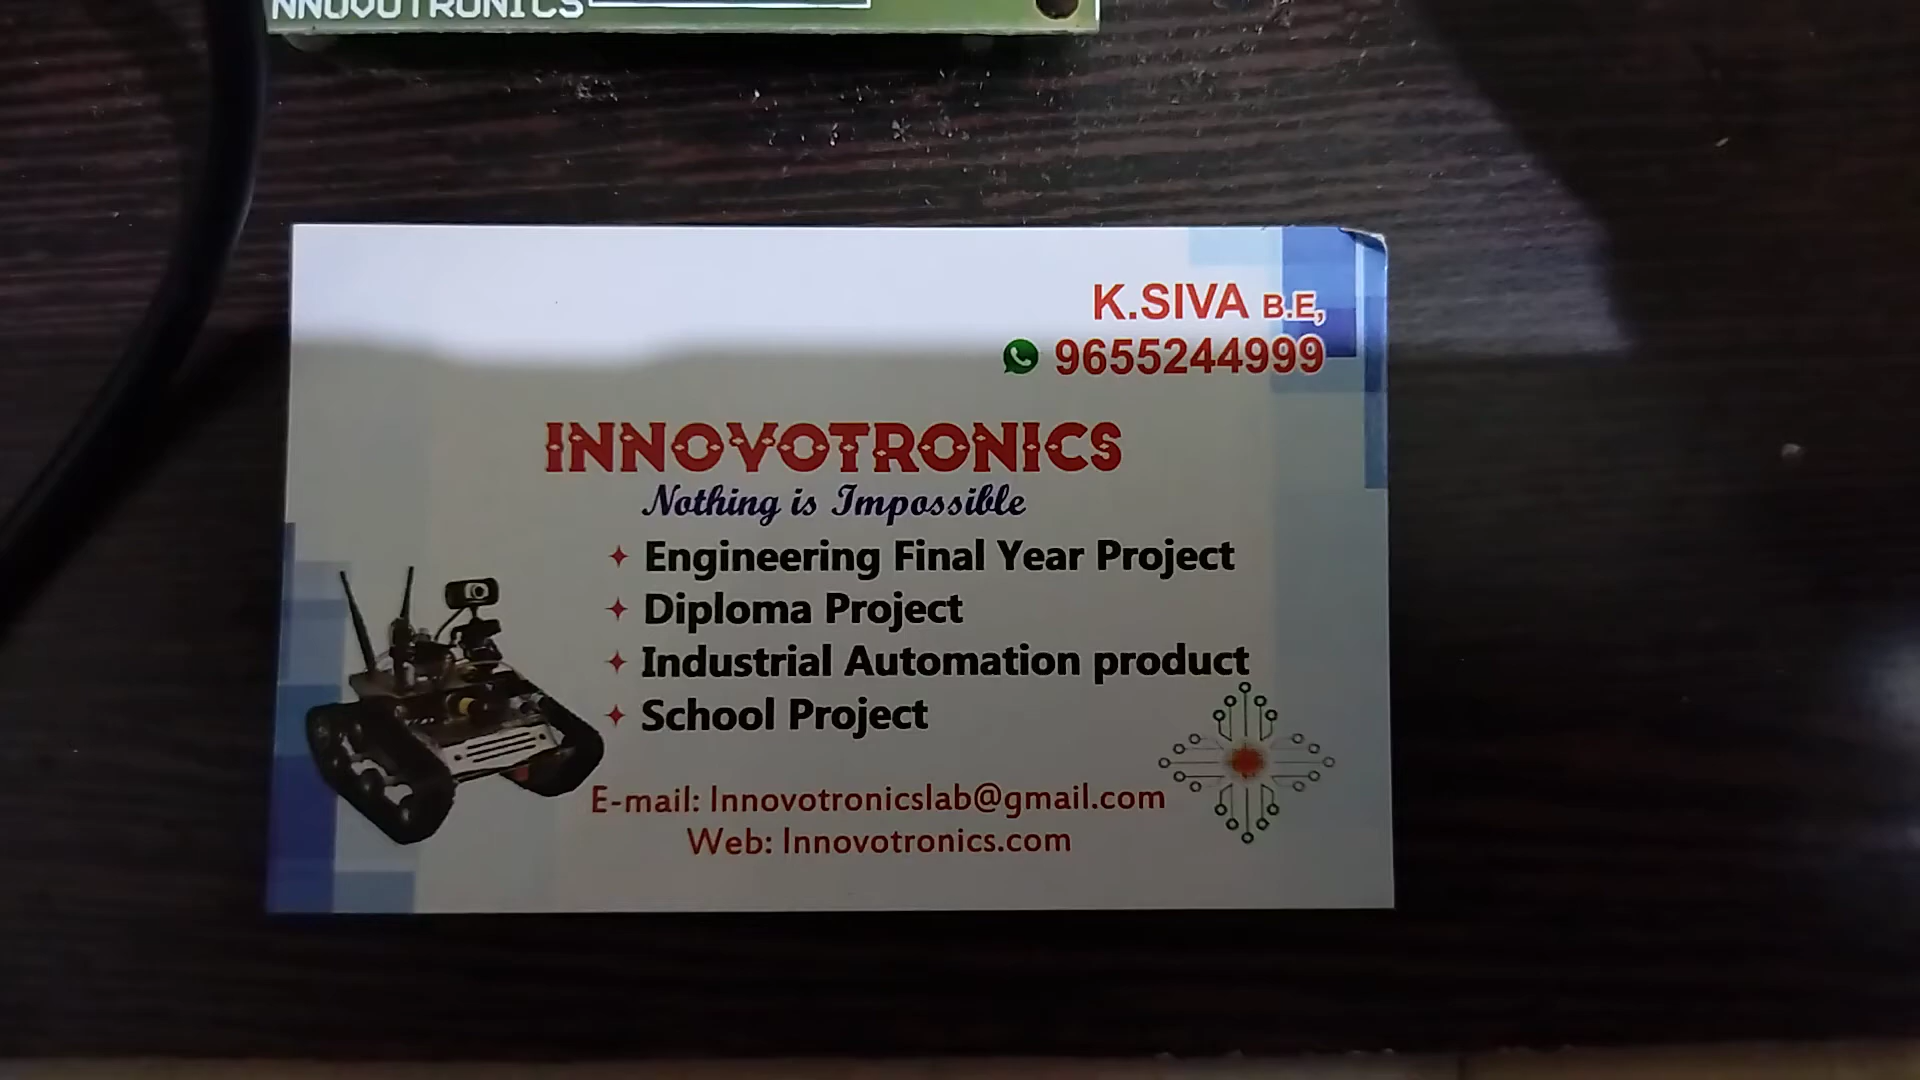 NNOVOTRONICS
K.SIVA B.E,
9655244999
INNOVOTRONICS
Nothing is Impossible
Engineering Final Year Project
Diploma Project
Industrial Automation product
School Project
E-mail: Innovotronicslab@gmail.com
Web: Innovotronics.com